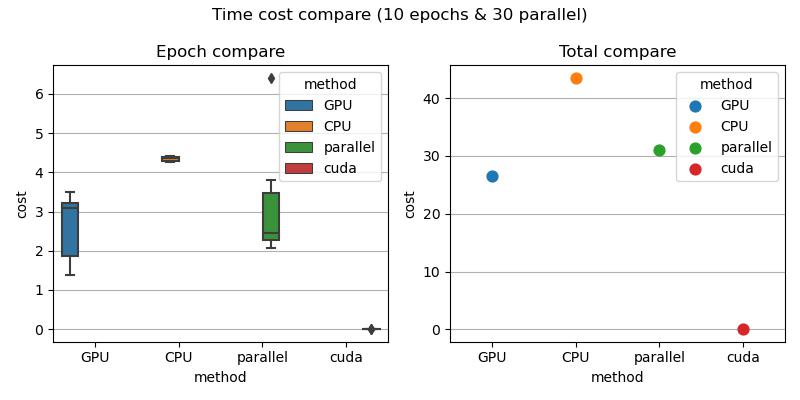 Time cost compare (10 epochs & 30 parallel)
Epoch compare
cost
6
5
4
3
2
1
0
method
GPU
CPU
parallel
cuda
GPU
CPU
parallel
cuda
method
Total compare
cost
40
30
20
10
0
method
GPU
CPU
parallel
cuda
GPU
CPU
parallel
cuda
method